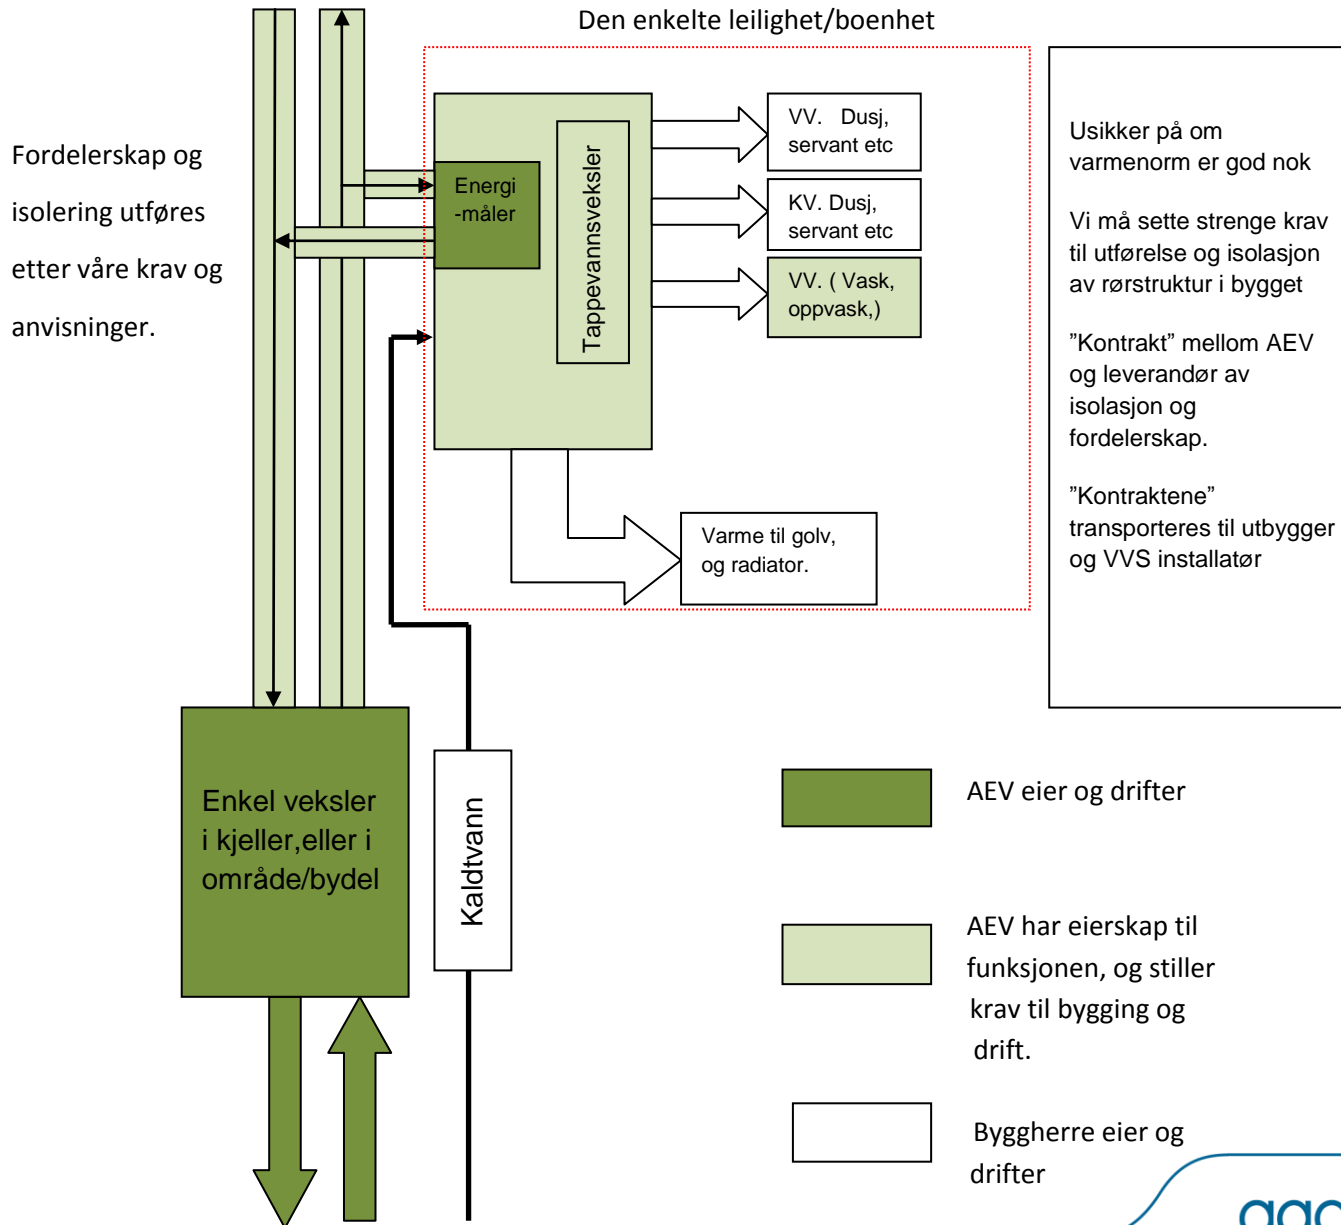 Den enkelte leilighet/boenhet
Fordelerskap og
isolering utføres
etter våre krav og
anvisninger.
Energi
-måler
Tappevannsveksler
VV. Dusj,
servant etc
KV. Dusj,
servant etc
VV. ( Vask,
oppvask,)
Varme til golv,
og radiator.
Usikker på om
varmenorm er god nok
Vi må sette strenge krav
til utførelse og isolasjon
av rørstruktur i bygget
”Kontrakt” mellom AEV
og leverandør av
isolasjon og
fordelerskap.
”Kontraktene”
transporteres til utbygger
og VVS installatør
Enkel veksler
i kjeller,eller i
område/bydel
Kaldtvann
AEV eier og drifter
AEV har eierskap til
funksjonen, og stiller
krav til bygging og
drift.
Byggherre eier og
drifter